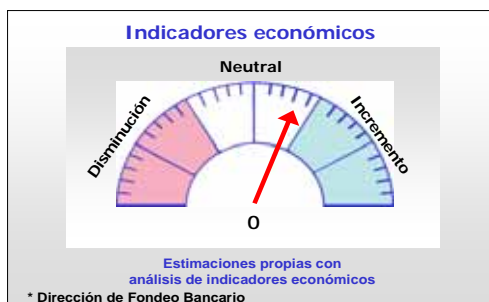 Indicadores económicos
Neutral
Disminución
Incremento
0
Estimaciones propias con
análisis de indicadores económicos
* Dirección de Fondeo Bancario